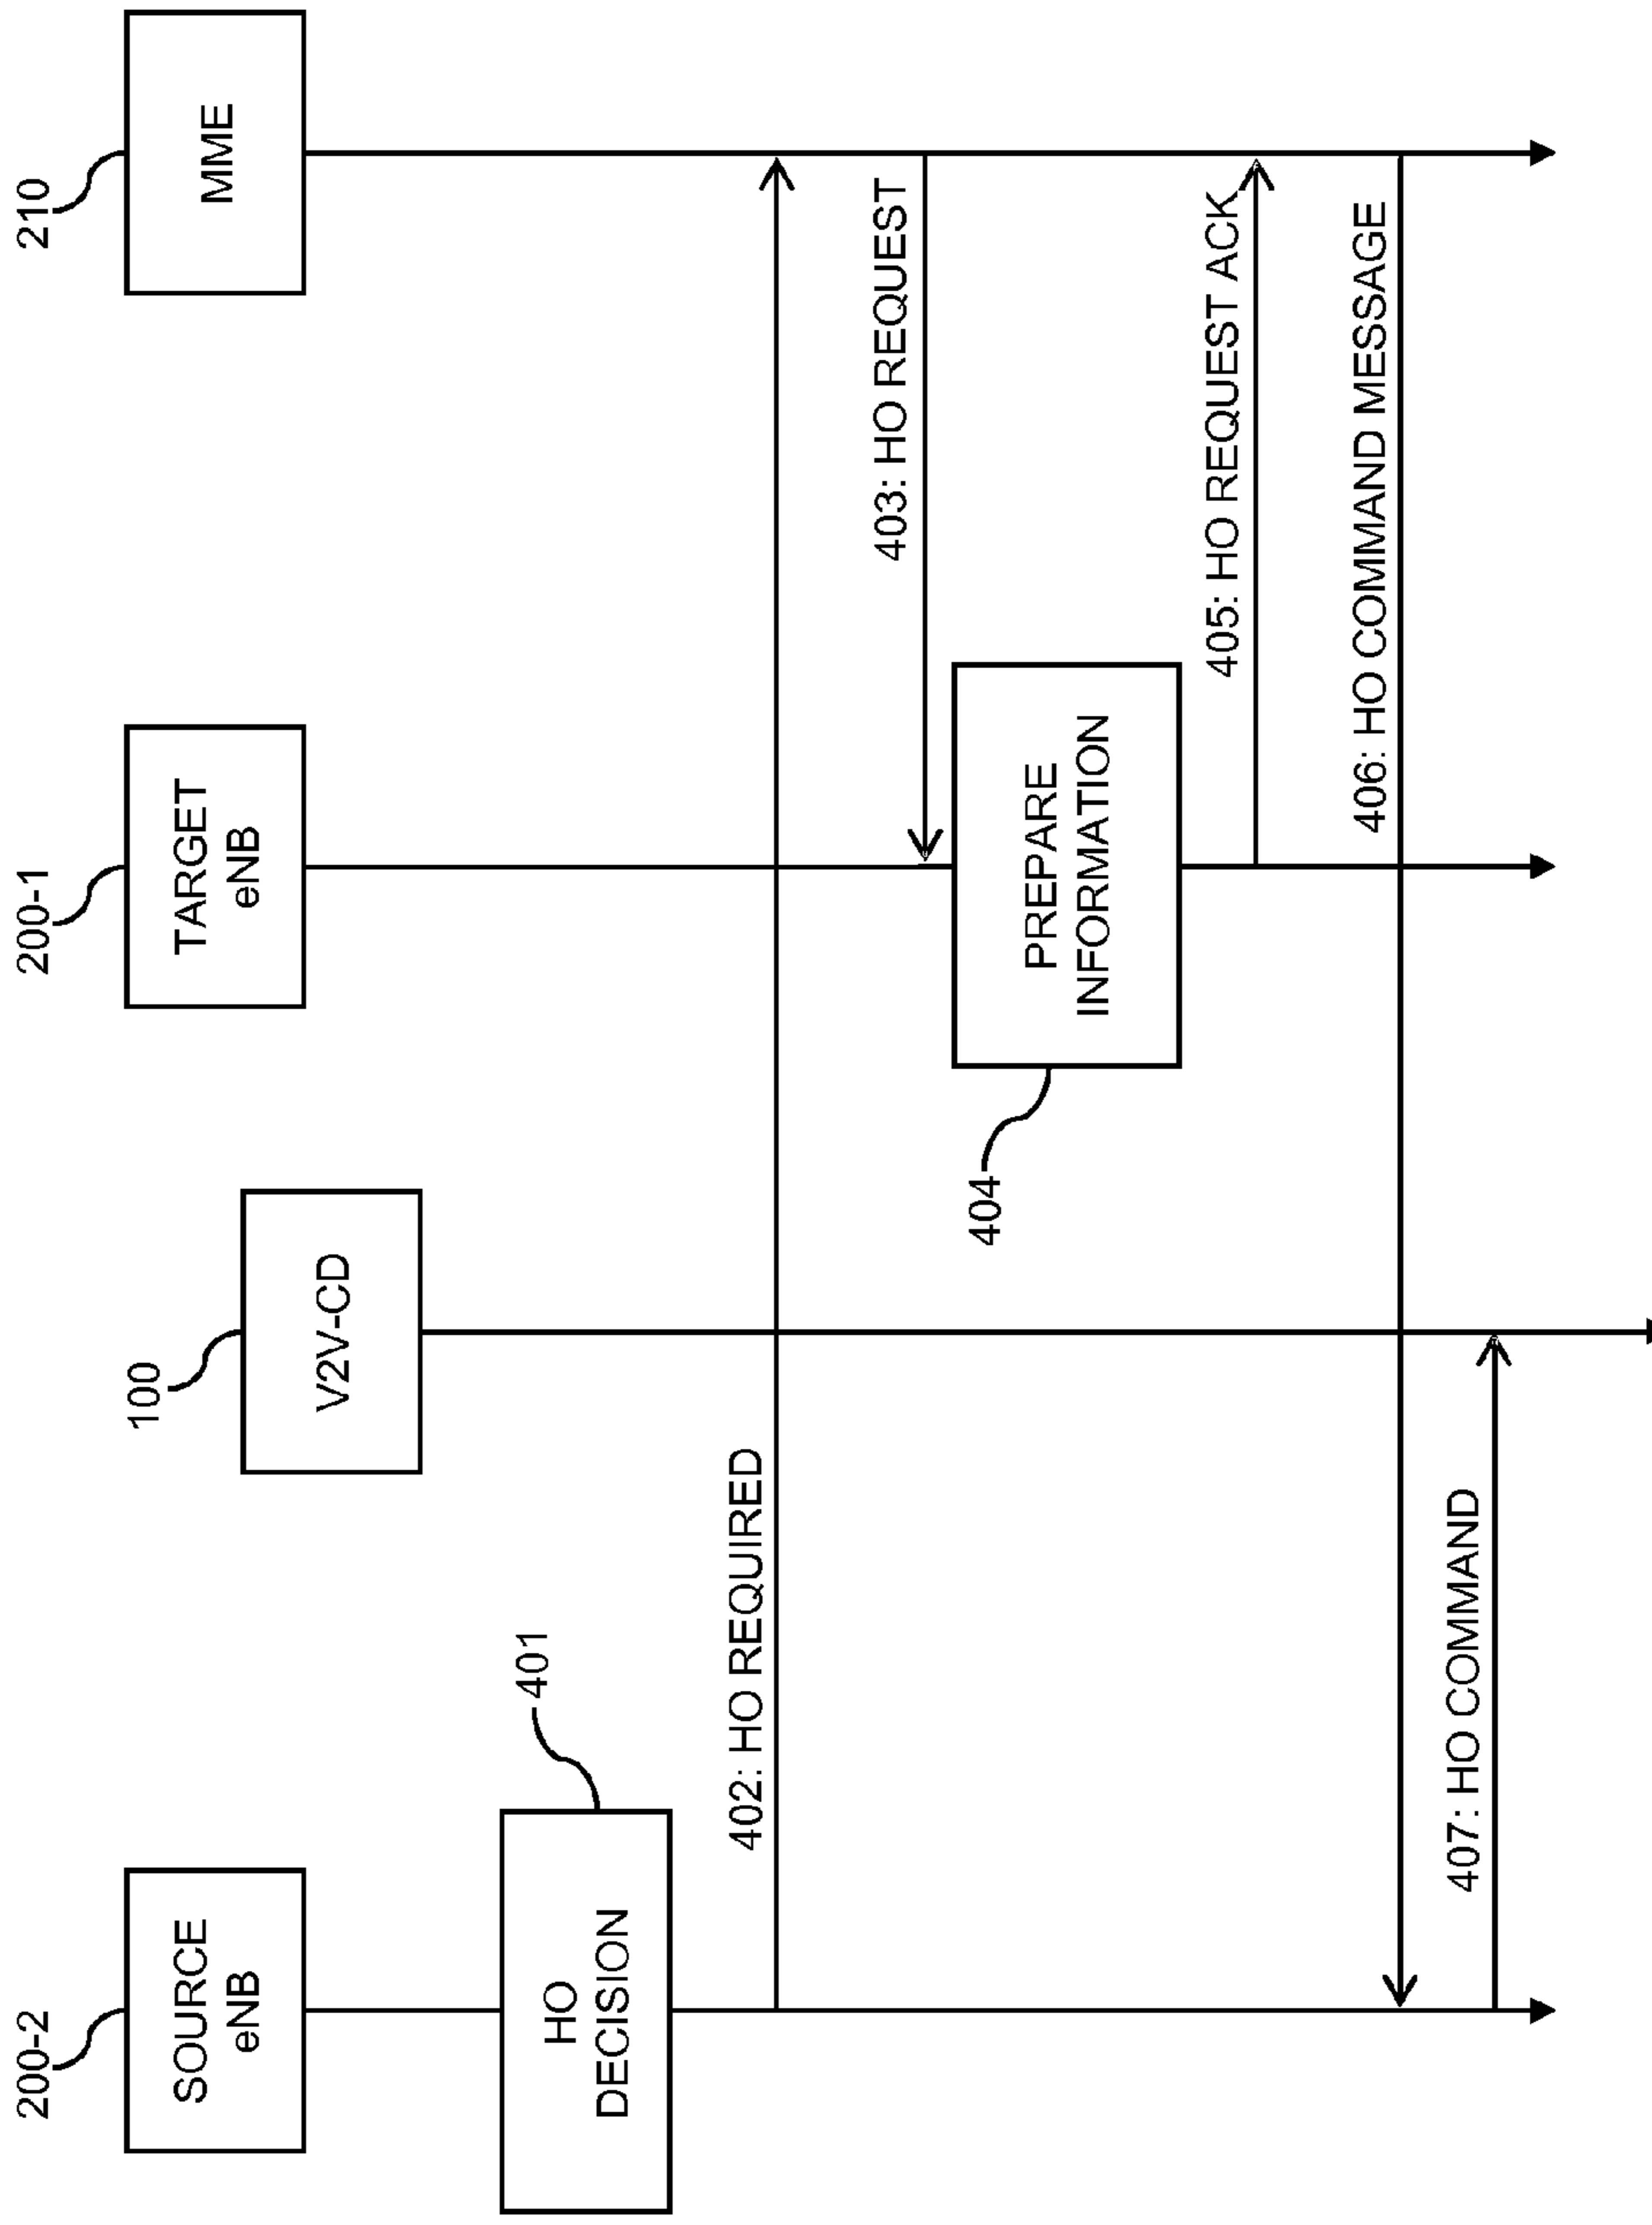 200-2
200-1
210
100
SOURCE
eNB
V2V-CD
TARGET
eNB
MME
401
HO
DECISION
402: HO REQUIRED
403: HO REQUEST
404
PREPARE
INFORMATION
405: HO REQUEST ACK
406: HO COMMAND MESSAGE
407: HO COMMAND